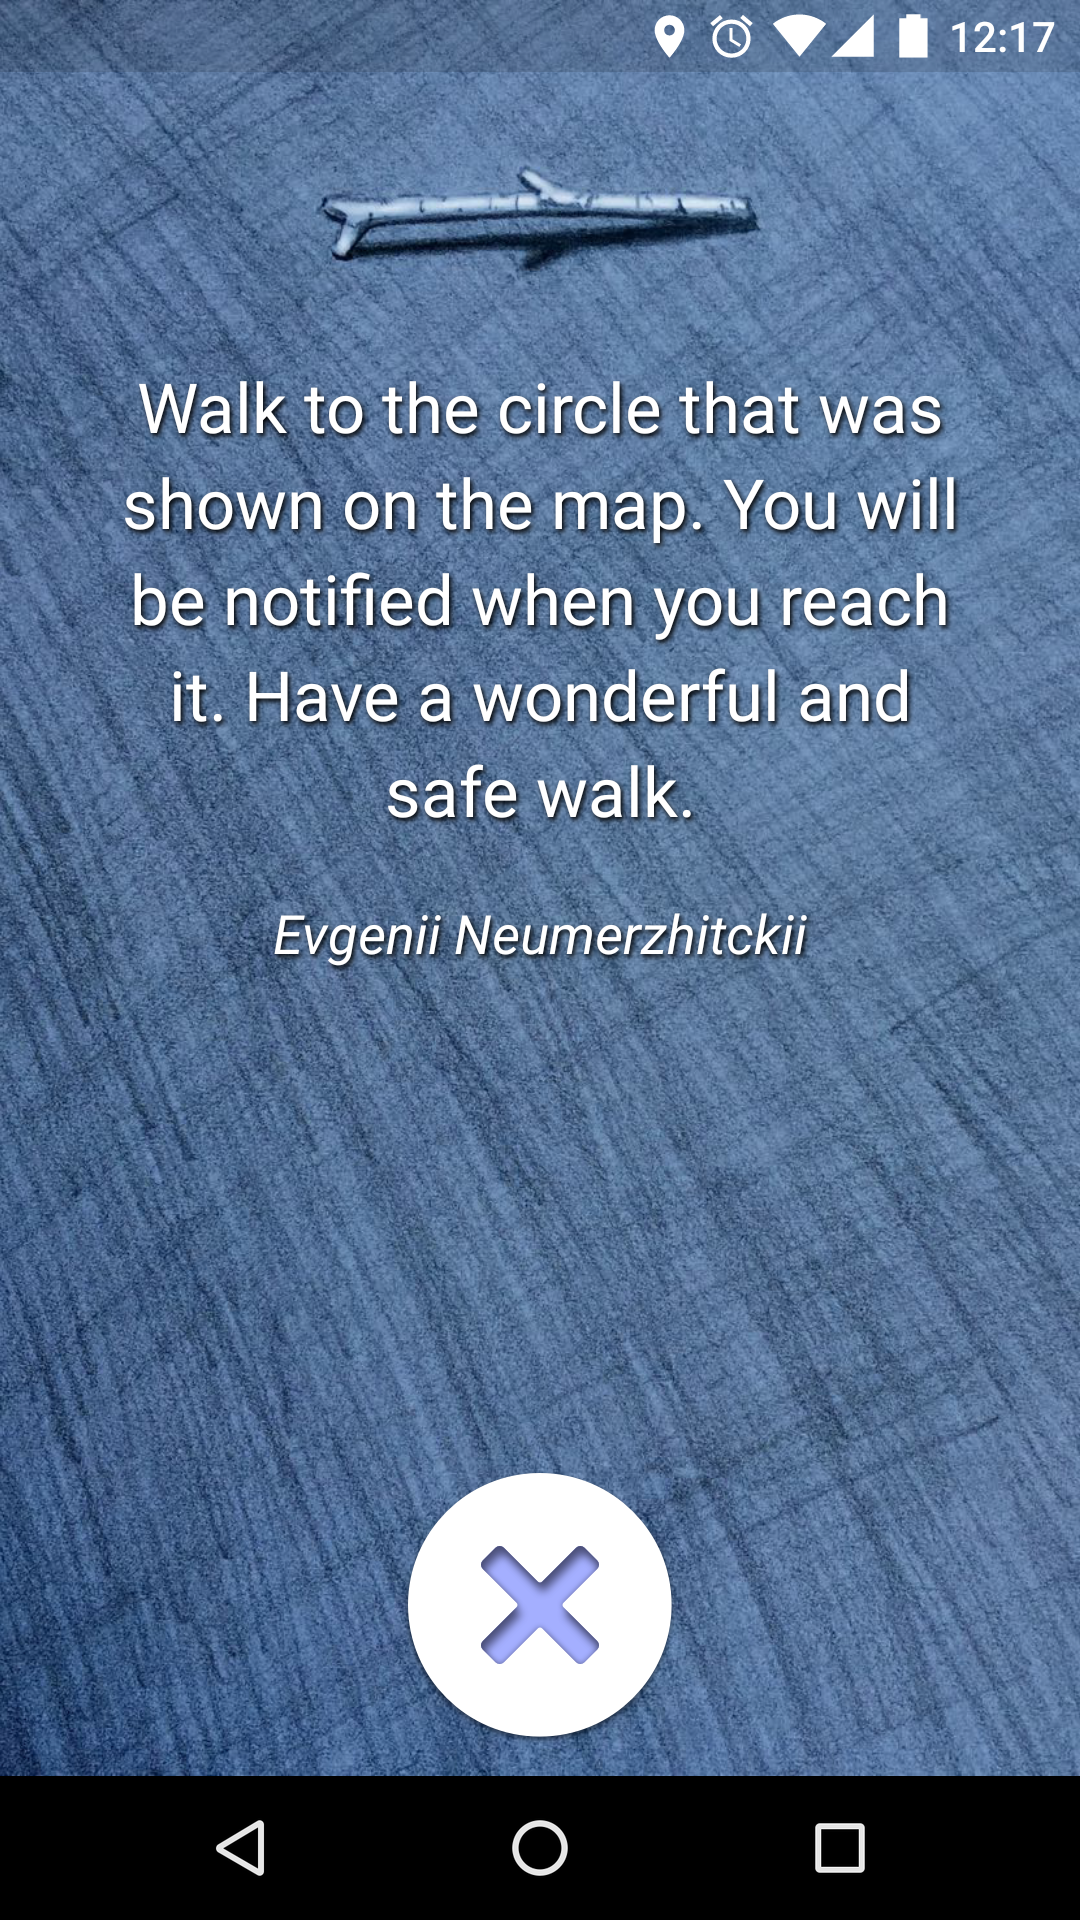 12:17
Walk to the circle that was
shown on the map. You will
be notified when you reach
it. Have a wonderful and
safe walk.
Evgenii Neumerzhitckii